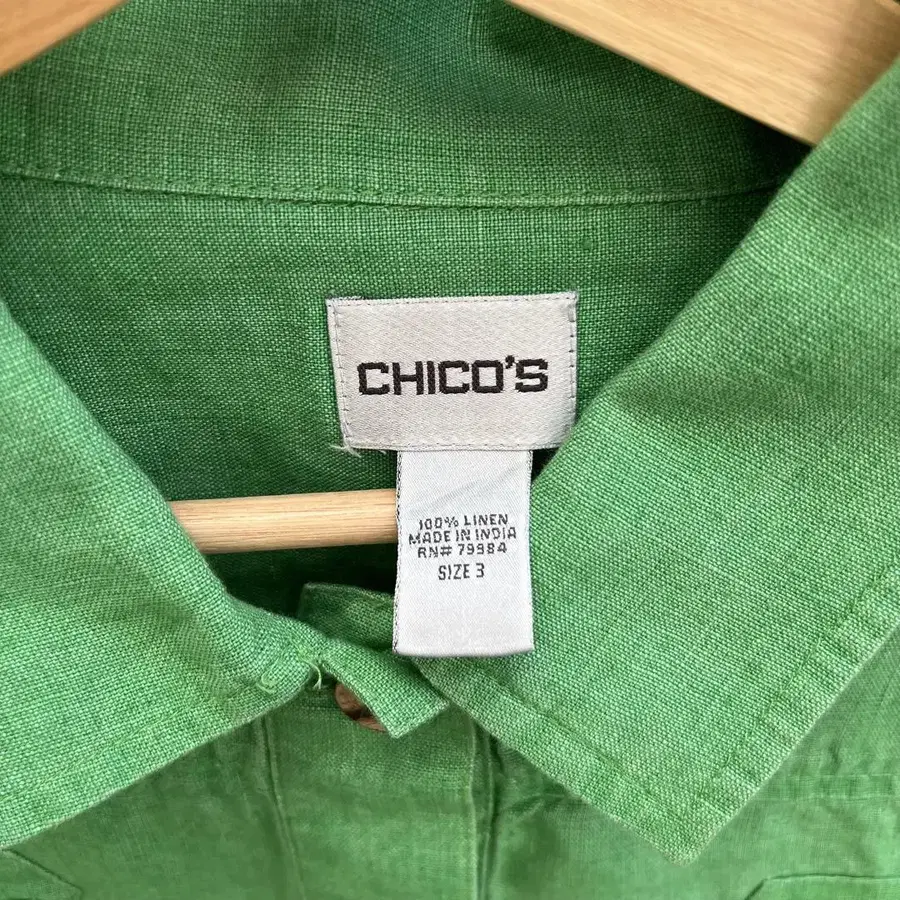 CHICO'S
100% LINEN
MADE IN INDIA
RN# 79984
SIZE 3